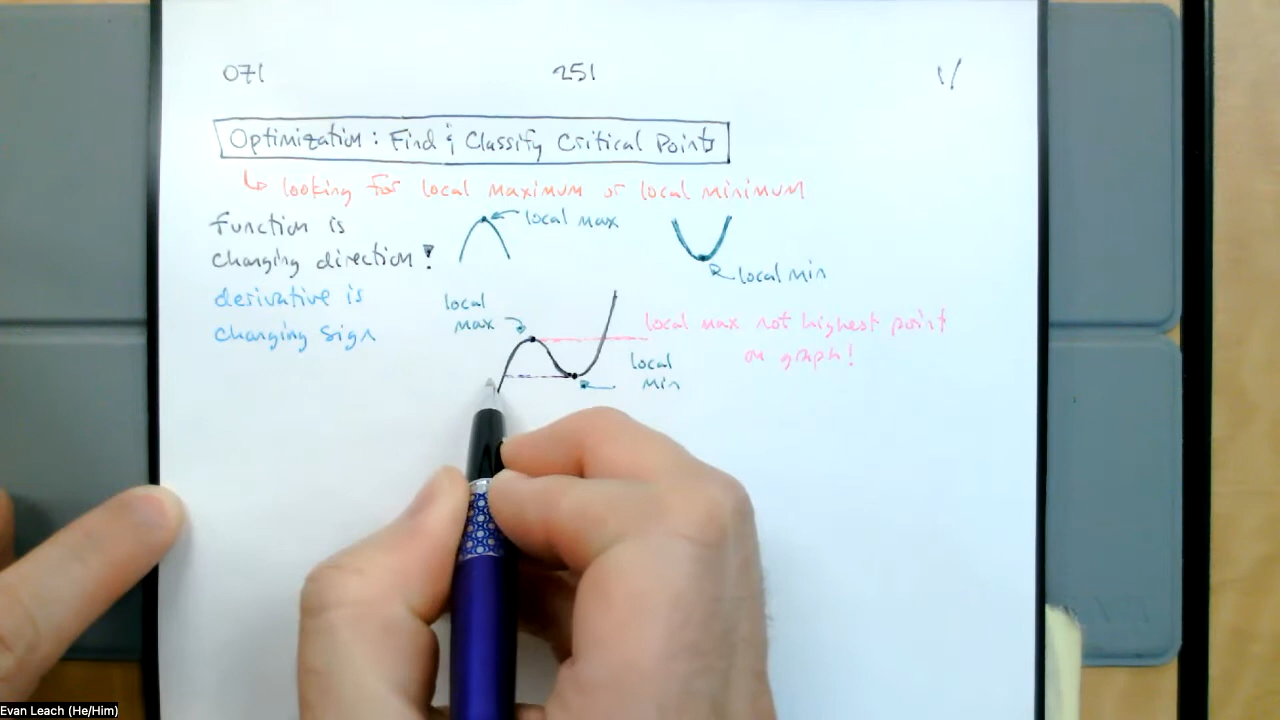 071 251 1/
Optimization: Find & Classify Critical Points
↳ looking for local maximum or local minimum
function is
changing direction!
derivative is
changing sign
local max
local min
local
max
local max not highest point
on graph!
local
min
Evan Leach (He/Him)